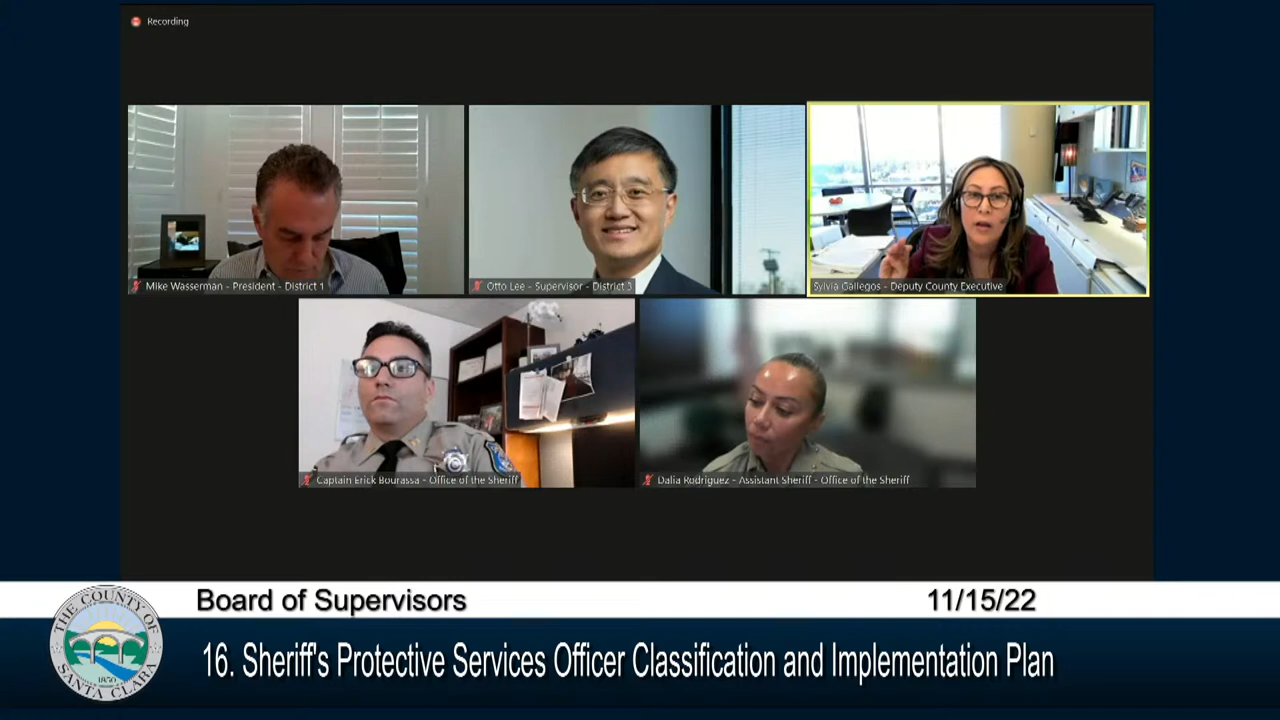 Recording
Mike Wasserman - President - District 1
Otto Lee - Supervisor - District 3
Sylvia Gallegos - Deputy County Executive
Captain Erick Bourassa - Office of the Sheriff
Dalia Rodriguez - Assistant Sheriff - Office of the Sheriff
Board of Supervisors
11/15/22
THE COUNTY OF
SANTA CLARA
1850
16. Sheriff's Protective Services Officer Classification and Implementation Plan